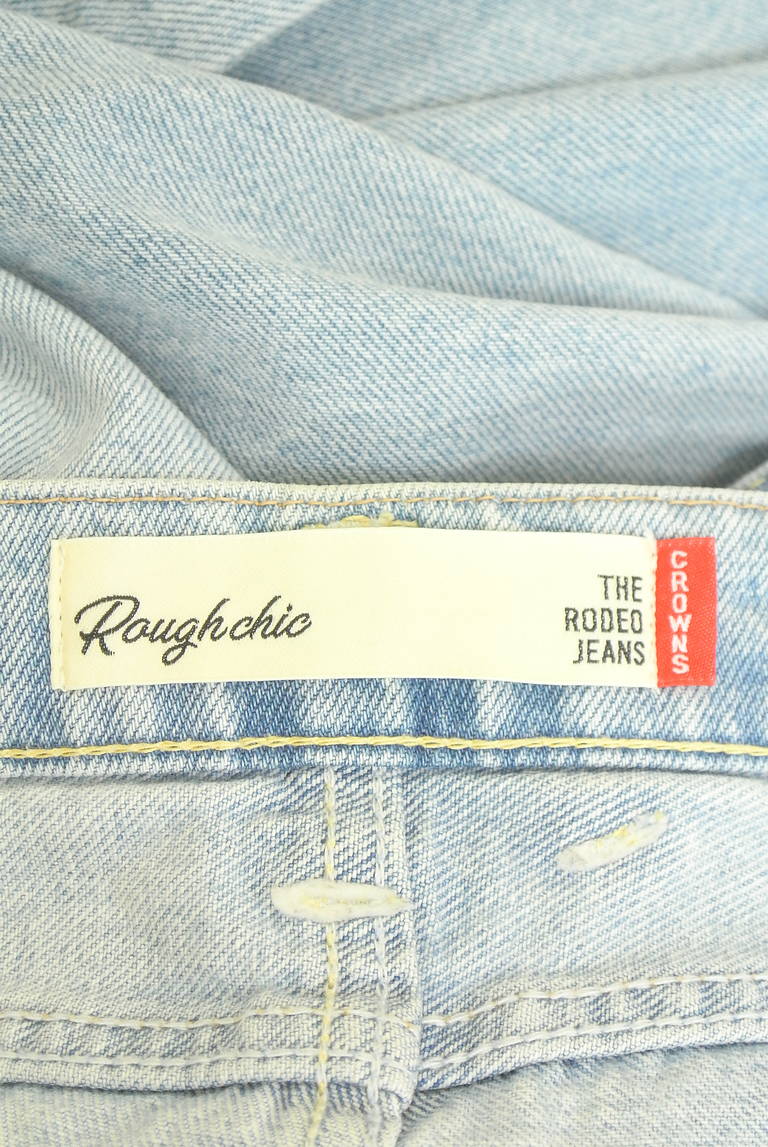 Roughchic
THE
RODEO
JEANS
CROWNS